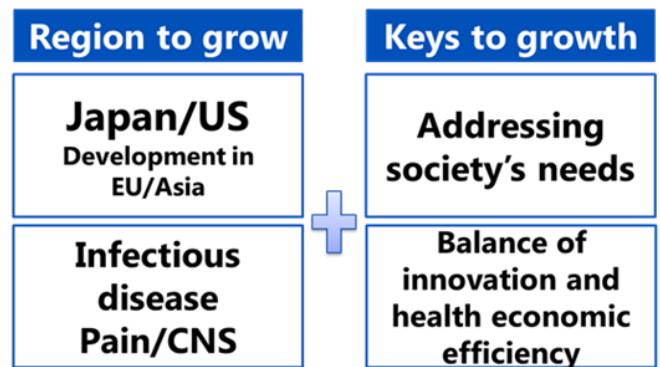 Region to grow
Japan/US
Development in
EU/Asia
Infectious
disease
Pain/CNS
Keys to growth
Addressing
society's needs
Balance of
innovation and
health economic
efficiency